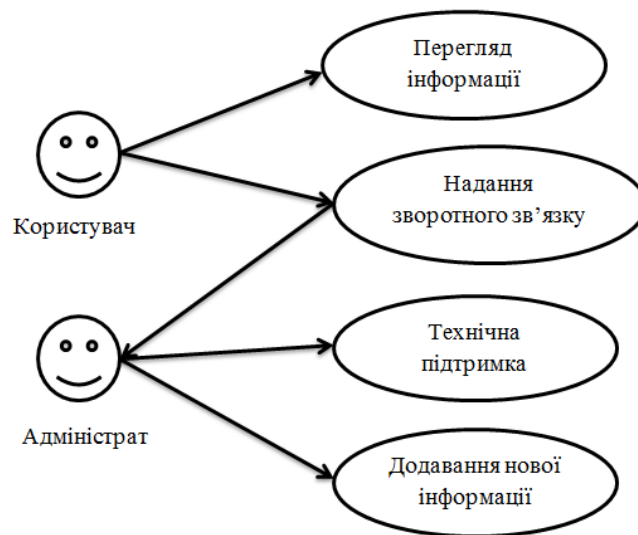 Перегляд
інформації
Надання
зворотного зв’язку
Користувач
Технічна
підтримка
Адміністрат
Додавання нової
інформації